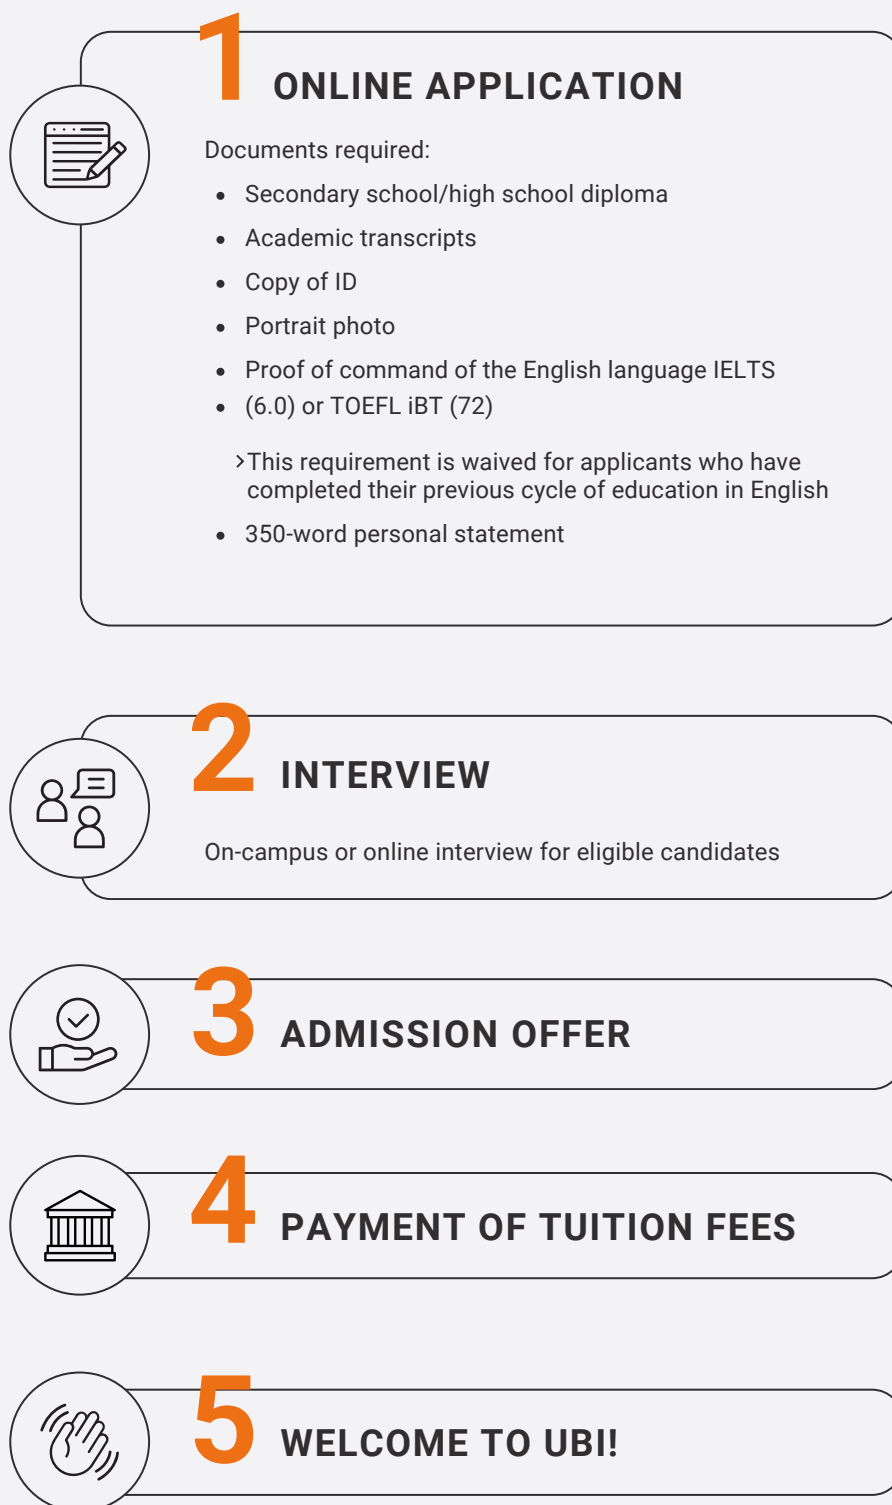 1
ONLINE APPLICATION
Documents required:
• Secondary school/high school diploma
• Academic transcripts
• Copy of ID
• Portrait photo
• Proof of command of the English language IELTS
• (6.0) or TOEFL iBT (72)
>This requirement is waived for applicants who have
completed their previous cycle of education in English
• 350-word personal statement
2
INTERVIEW
On-campus or online interview for eligible candidates
3
ADMISSION OFFER
4
PAYMENT OF TUITION FEES
5
WELCOME TO UBI!